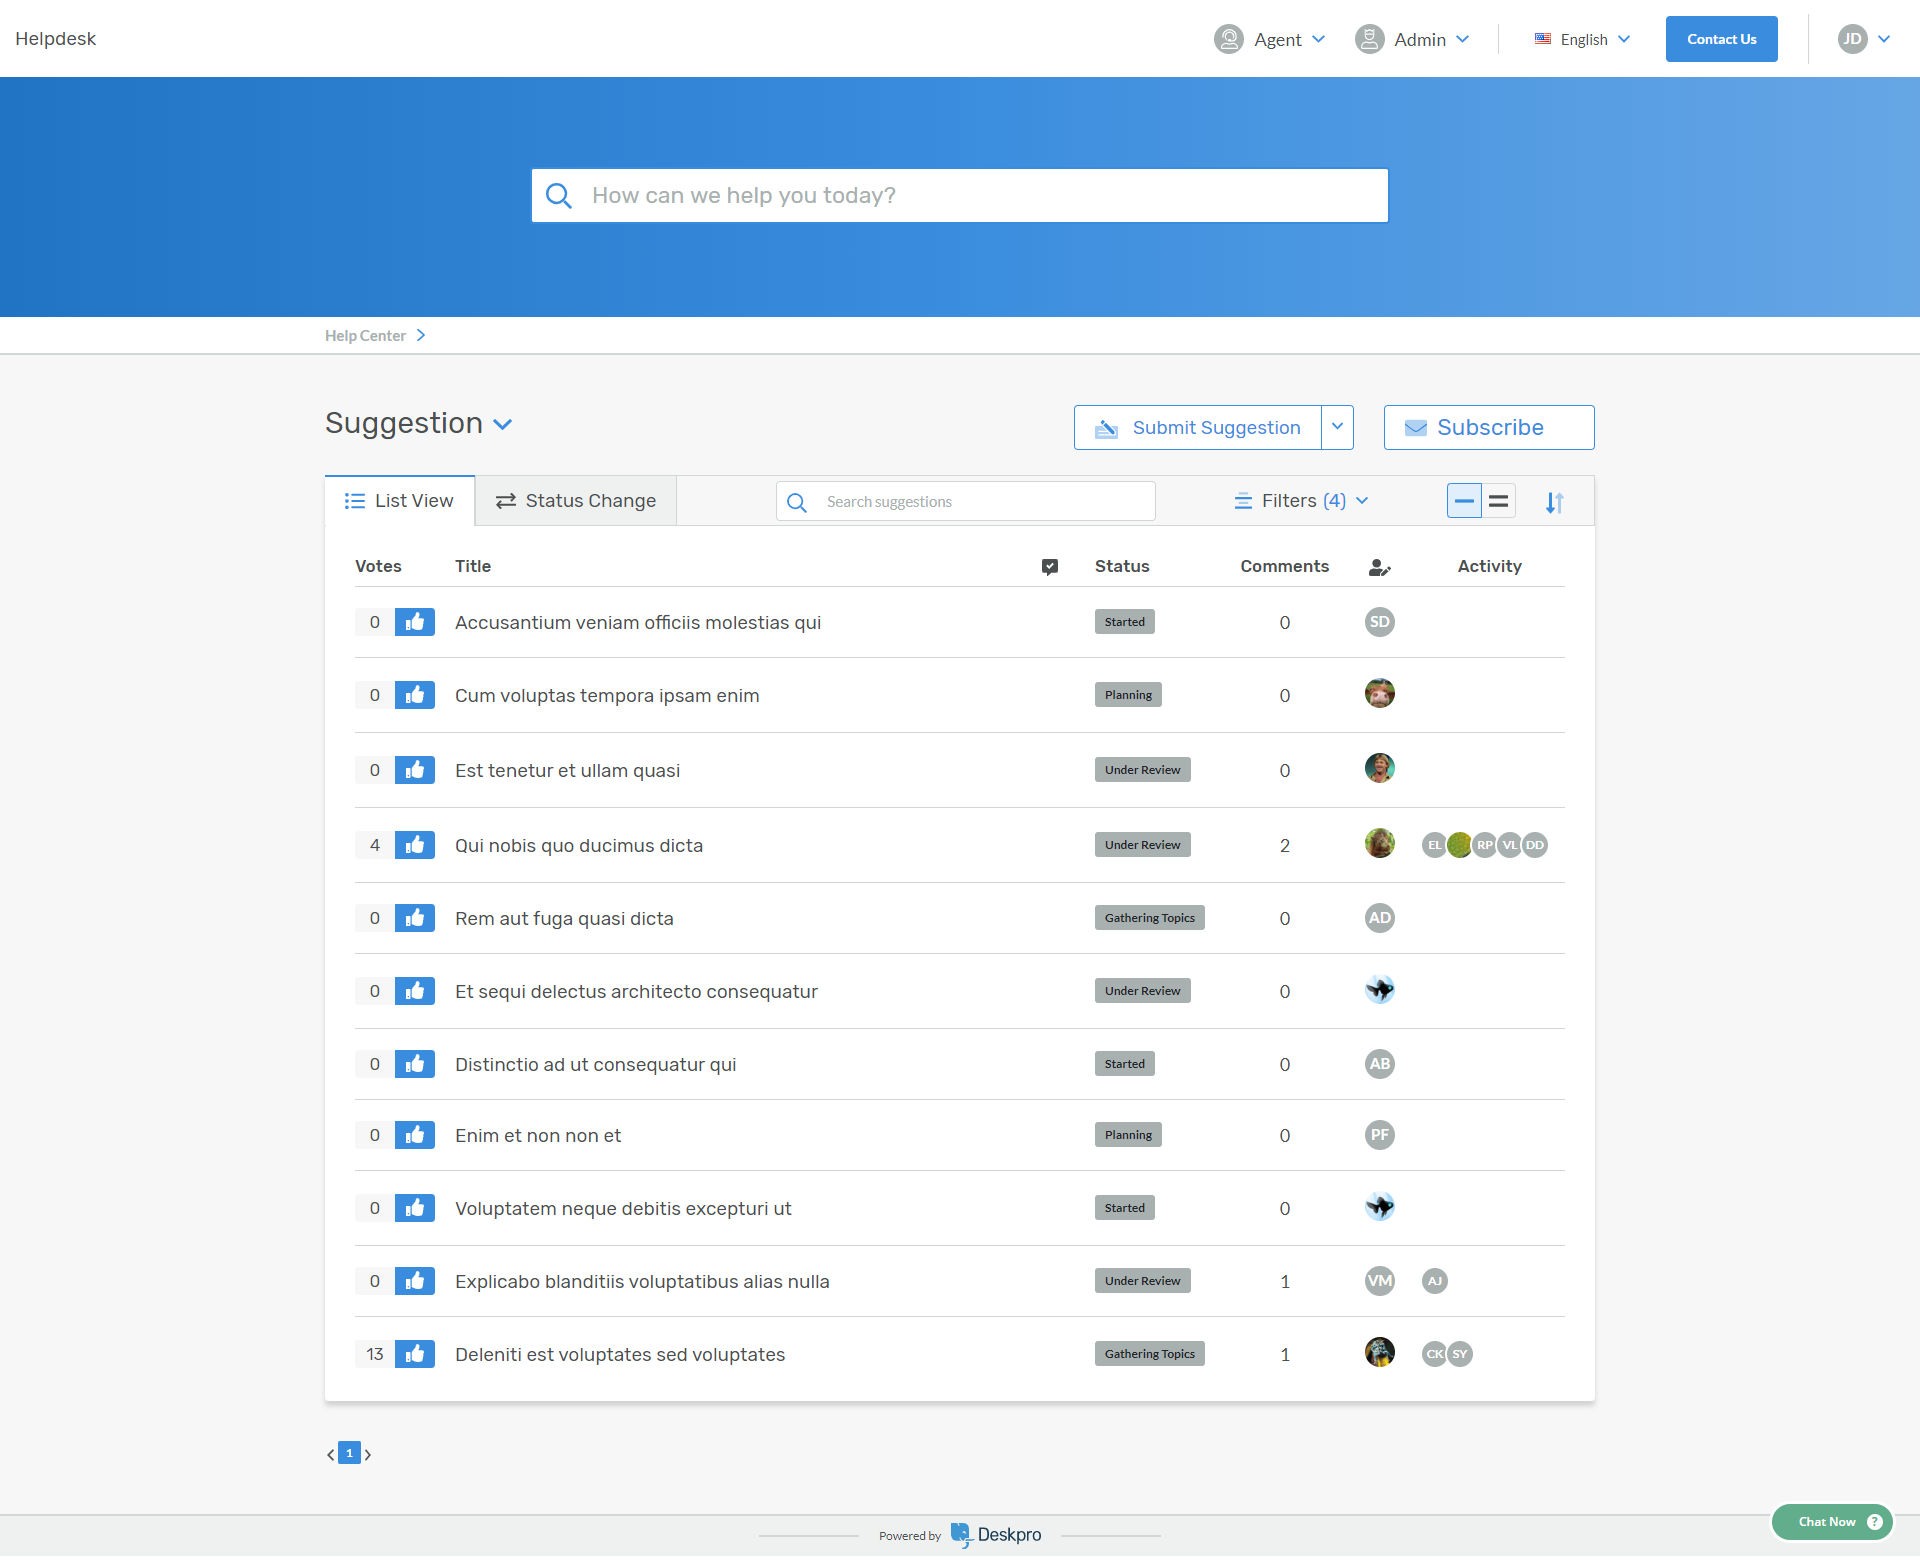 Helpdesk
Agent
Admin
English
Contact Us
JD
How can we help you today?
Help Center
Suggestion
Submit Suggestion
Subscribe
List View
Status Change
Search suggestions
Filters (4)
Votes Title Status Comments Activity
0 Accusantium veniam officiis molestias qui Started 0 SD
0 Cum voluptas tempora ipsam enim Planning 0
0 Est tenetur et ullam quasi Under Review 0
4 Qui nobis quo ducimus dicta Under Review 2 EL RP VL DD
0 Rem aut fuga quasi dicta Gathering Topics 0 AD
0 Et sequi delectus architecto consequatur Under Review 0
0 Distinctio ad ut consequatur qui Started 0 AB
0 Enim et non non et Planning 0 PF
0 Voluptatem neque debitis excepturi ut Started 0
0 Explicabo blanditiis voluptatibus alias nulla Under Review 1 VM AJ
13 Deleniti est voluptates sed voluptates Gathering Topics 1 CK SY
1
Powered by Deskpro
Chat Now ?